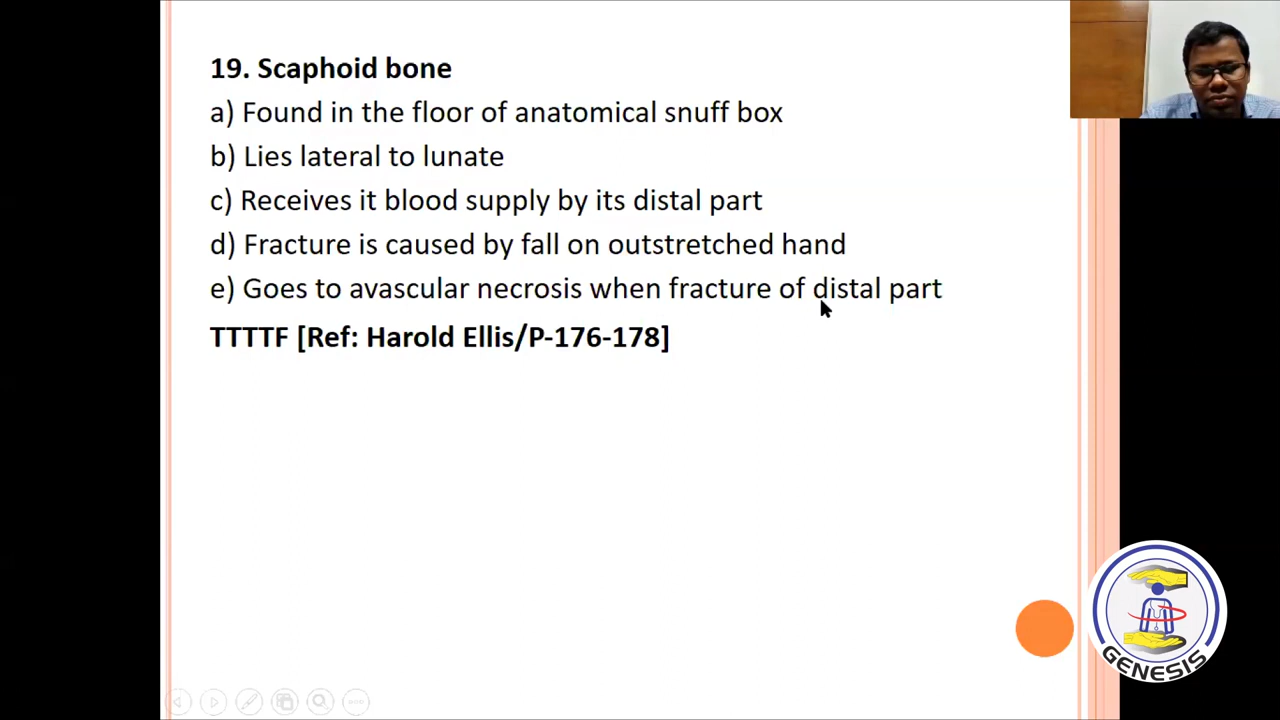 19. Scaphoid bone
a) Found in the floor of anatomical snuff box
b) Lies lateral to lunate
c) Receives it blood supply by its distal part
d) Fracture is caused by fall on outstretched hand
e) Goes to avascular necrosis when fracture of distal part
TTTTF [Ref: Harold Ellis/P-176-178]
GENESIS